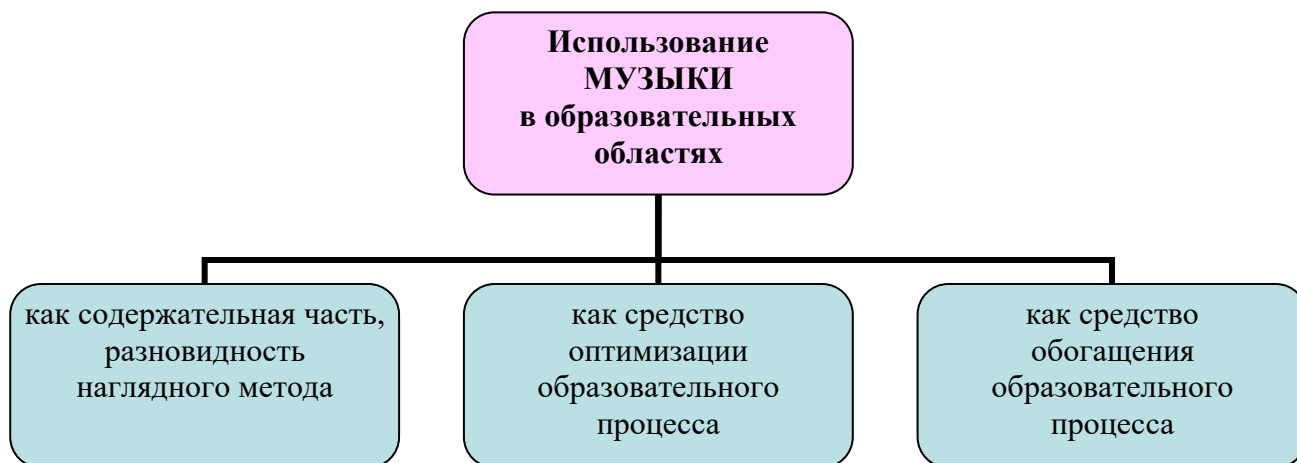 Использование
МУЗЫКИ
в образовательных
областях
как содержательная часть,
разновидность
наглядного метода
как средство
оптимизации
образовательного
процесса
как средство
обогащения
образовательного
процесса